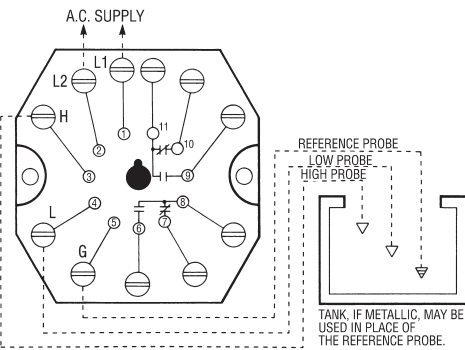 A.C. SUPPLY
L1
L2
H
11
1
10
2
3
9
4
8
L
5
6
7
G
REFERENCE PROBE
LOW PROBE
HIGH PROBE
TANK, IF METALLIC, MAY BE
USED IN PLACE OF
THE REFERENCE PROBE.